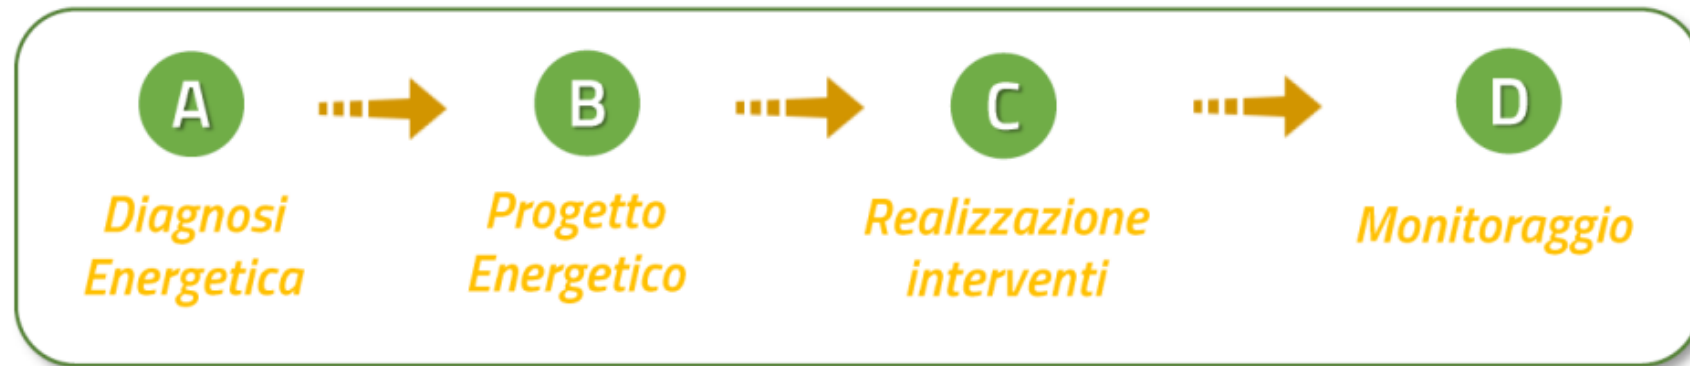 A
B
C
D
Diagnosi
Energetica
Progetto
Energetico
Realizzazione
interventi
Monitoraggio